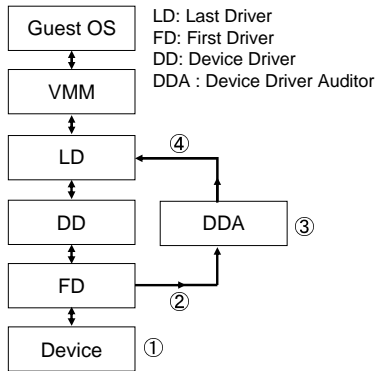 Guest OS
VMM
LD
DD
FD
Device
LD: Last Driver
FD: First Driver
DD: Device Driver
DDA : Device Driver Auditor
④
DDA
③
②
①